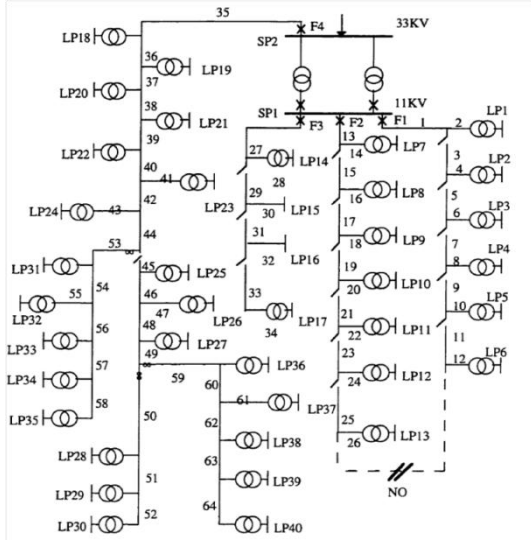 35
33KV
F4
LP18
SP2
36
LP19
37
LP20
38
LP21
SP1
11KV
F3
F2
F1
1
2
LP1
39
LP22
13
14
LP7
3
27
LP14
4
LP2
40
41
28
15
16
LP8
5
42
29
LP23
30
LP15
6
LP3
LP24
43
17
18
LP9
7
44
31
LP16
8
LP4
53
32
19
LP31
45
LP25
20
LP10
9
54
55
46
33
10
LP5
LP32
47
LP26
LP17
21
34
22
LP11
56
48
LP33
LP27
11
49
23
12
LP6
57
LP36
LP34
59
60
24
LP12
58
61
LP37
LP35
50
62
25
26
LP13
LP38
LP28
63
51
LP39
NO
LP29
64
52
LP30
LP40